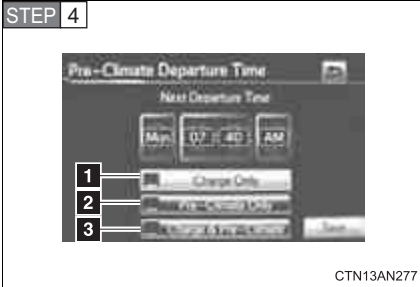 STEP 4
Pre-Climate Departure Time
Next Departure Time
Mon 07 : 40 AM
1 Charge Only
2 Pre-Climate Only
3 Charge & Pre-Climate
Save
CTN13AN277